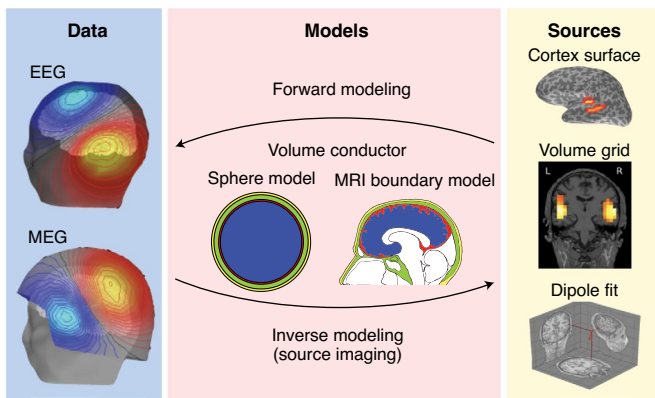 Data
EEG
MEG
Models
Forward modeling
Volume conductor
Sphere model
MRI boundary model
Inverse modeling
(source imaging)
Sources
Cortex surface
Volume grid
L
R
Dipole fit